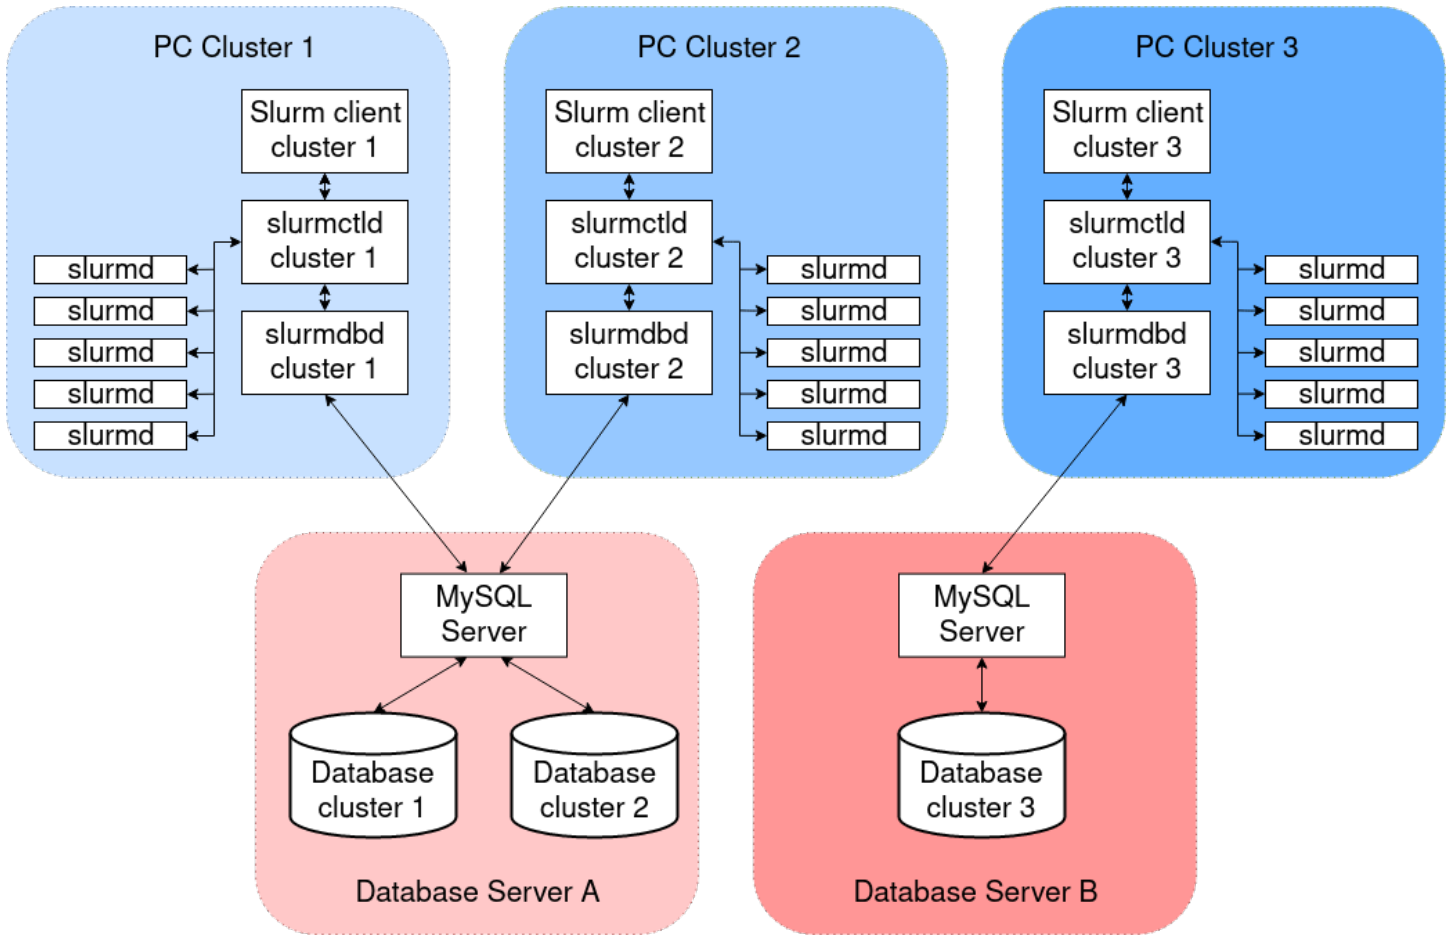 PC Cluster 1
Slurm client
cluster 1
slurmctld
cluster 1
slurmdbd
cluster 1
slurmd
slurmd
slurmd
slurmd
slurmd
PC Cluster 2
Slurm client
cluster 2
slurmctld
cluster 2
slurmdbd
cluster 2
slurmd
slurmd
slurmd
slurmd
slurmd
PC Cluster 3
Slurm client
cluster 3
slurmctld
cluster 3
slurmdbd
cluster 3
slurmd
slurmd
slurmd
slurmd
slurmd
MySQL
Server
Database
cluster 1
Database
cluster 2
Database Server A
MySQL
Server
Database
cluster 3
Database Server B